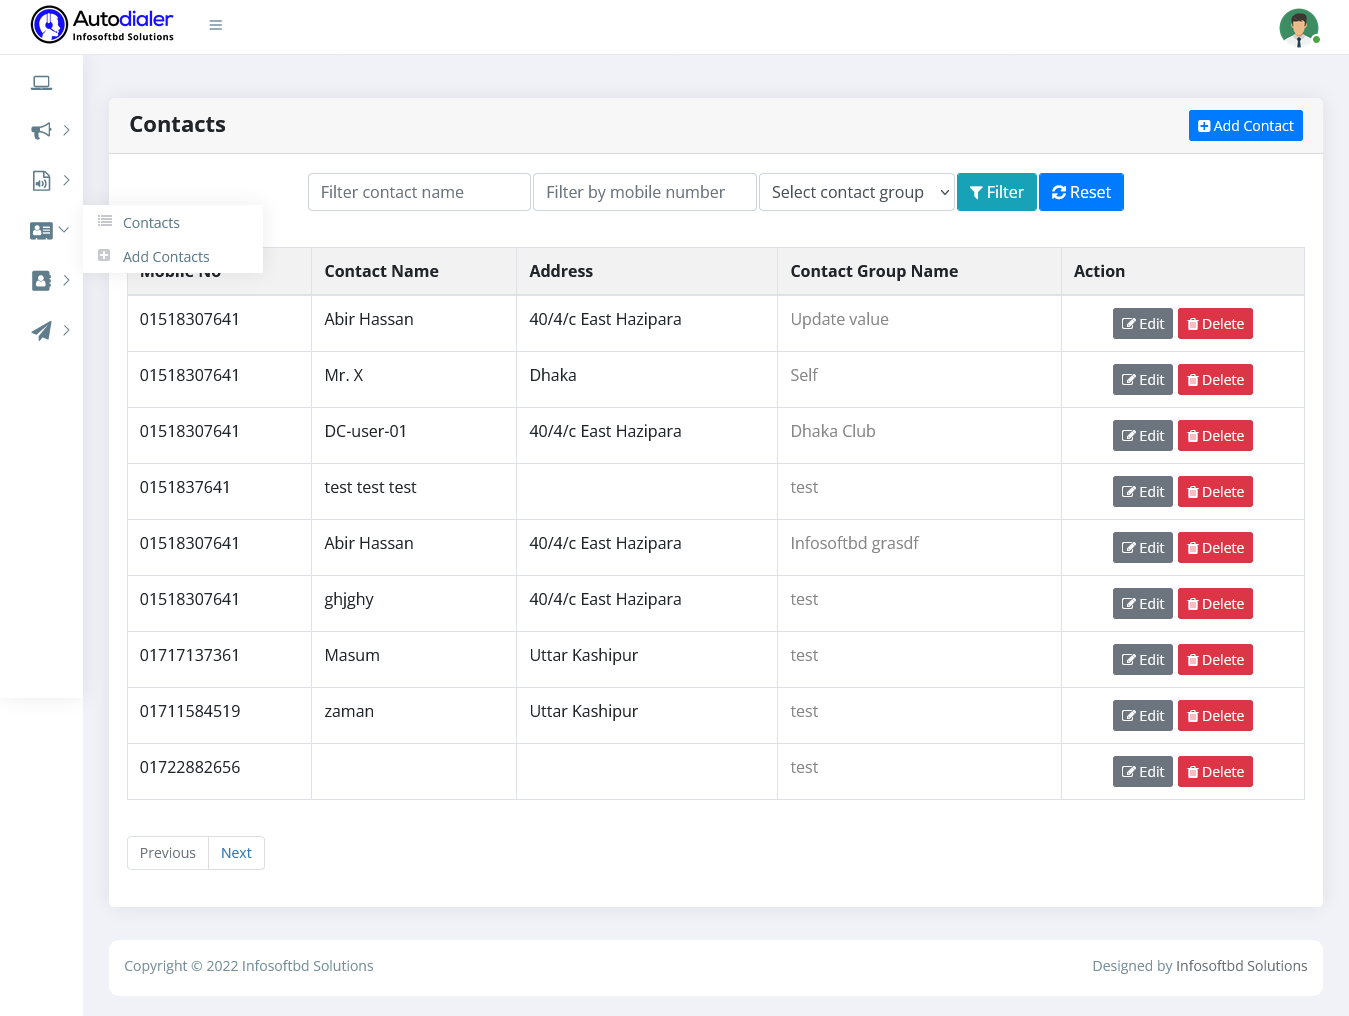 Autodialer
Infosoftbd Solutions
Contacts
Add Contact
Filter contact name
Filter by mobile number
Select contact group
Filter
Reset
Contacts
Add Contacts
Mobile No Contact Name Address Contact Group Name Action
01518307641 Abir Hassan 40/4/c East Hazipara Update value Edit Delete
01518307641 Mr. X Dhaka Self Edit Delete
01518307641 DC-user-01 40/4/c East Hazipara Dhaka Club Edit Delete
0151837641 test test test test Edit Delete
01518307641 Abir Hassan 40/4/c East Hazipara Infosoftbd grasdf Edit Delete
01518307641 ghjghy 40/4/c East Hazipara test Edit Delete
01717137361 Masum Uttar Kashipur test Edit Delete
01711584519 zaman Uttar Kashipur test Edit Delete
01722882656 test Edit Delete
Previous Next
Copyright © 2022 Infosoftbd Solutions
Designed by Infosoftbd Solutions